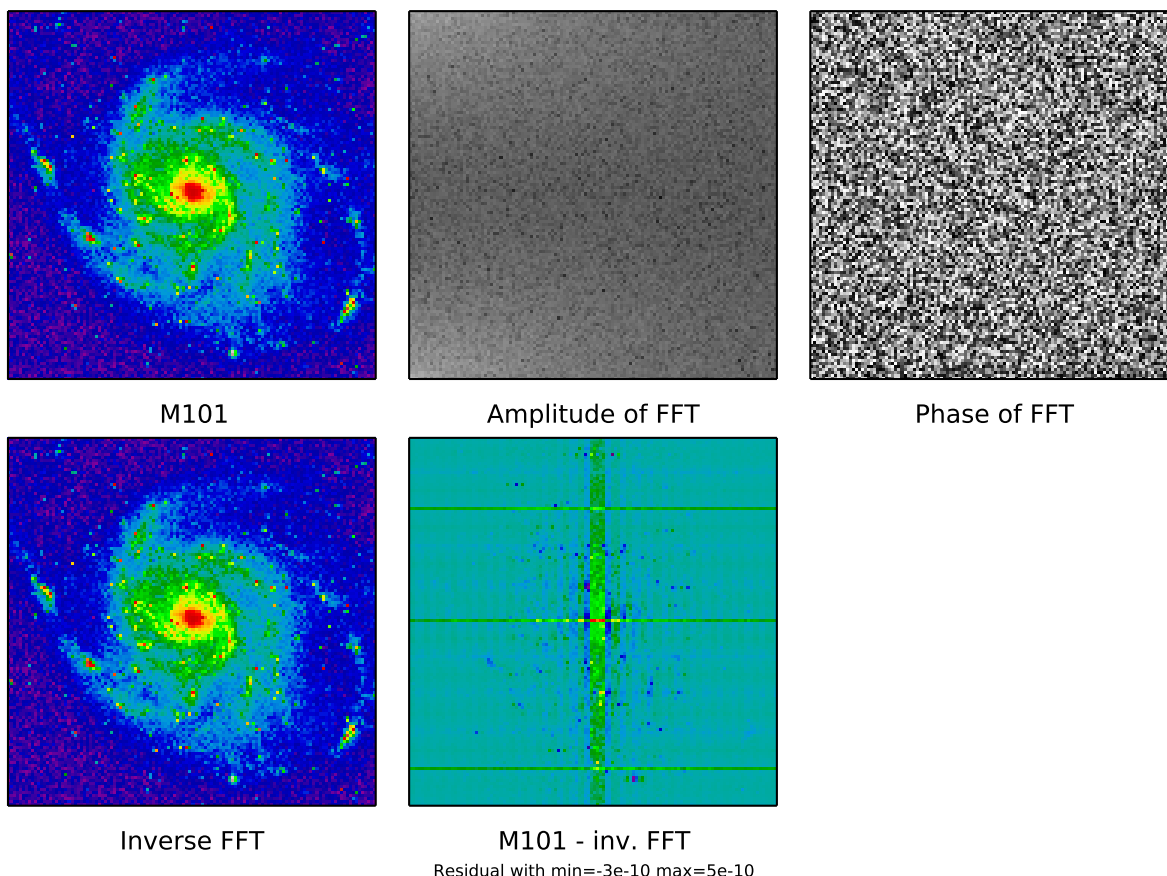 M101
Amplitude of FFT
Phase of FFT
Inverse FFT
M101 - inv. FFT
Residual with min=-3e-10 max=5e-10